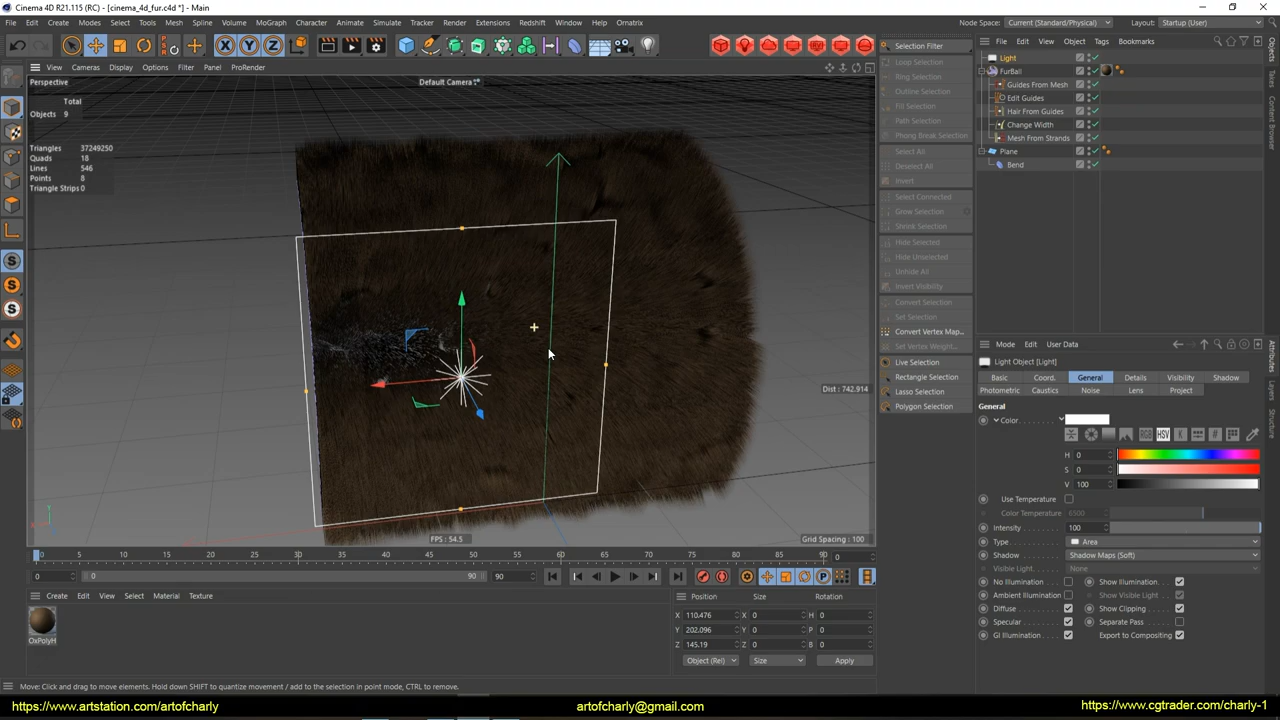 Cinema 4D R21.115 (RC) - [cinema_4d_fur.c4d *] - Main
File Edit Create Modes Select Tools Mesh Spline Volume MoGraph Character Animate Simulate Tracker Render Extensions Redshift Window Help Ornatrix
Node Space: Current (Standard/Physical) Layout: Startup (User)
View Cameras Display Options Filter Panel ProRender
Perspective
Default Camera
Total
Objects 9
Triangles 37249250
Quads 18
Lines 546
Points 8
Triangle Strips 0
Dist : 742.914
FPS : 54.5
Grid Spacing : 100
Selection Filter
Loop Selection
Ring Selection
Outline Selection
Fill Selection
Path Selection
Phong Break Selection
Select All
Deselect All
Invert
Select Connected
Grow Selection
Shrink Selection
Hide Selected
Hide Unselected
Unhide All
Invert Visibility
Convert Selection
Set Selection
Convert Vertex Map...
Set Vertex Weight...
Live Selection
Rectangle Selection
Lasso Selection
Polygon Selection
File Edit View Object Tags Bookmarks
Light
FurBall
Guides From Mesh
Edit Guides
Hair From Guides
Change Width
Mesh From Strands
Plane
Bend
Objects
Takes
Content Browser
Attributes
Layers
Structure
Mode Edit User Data
Light Object [Light]
Basic Coord. General Details Visibility Shadow
Photometric Caustics Noise Lens Project
General
Color
RGB HSV K #
H 0
S 0
V 100
Use Temperature
Color Temperature 6500
Intensity 100
Type Area
Shadow Shadow Maps (Soft)
Visible Light. None
No Illumination Show Illumination
Ambient Illumination Show Visible Light
Diffuse Show Clipping
Specular Separate Pass
GI Illumination Export to Compositing
0 5 10 15 20 25 30 35 40 45 50 55 60 65 70 75 80 85 90 0
0 0 90 90
Create Edit View Select Material Texture
OxPolyH
Position Size Rotation
X 110.476 X 0 H 0
Y 202.096 Y 0 P 0
Z 145.19 Z 0 B 0
Object (Rel) Size Apply
Move: Click and drag to move elements. Hold down SHIFT to quantize movement / add to the selection in point mode, CTRL to remove.
https://www.artstation.com/artofcharly artofcharly@gmail.com https://www.cgtrader.com/charly-1